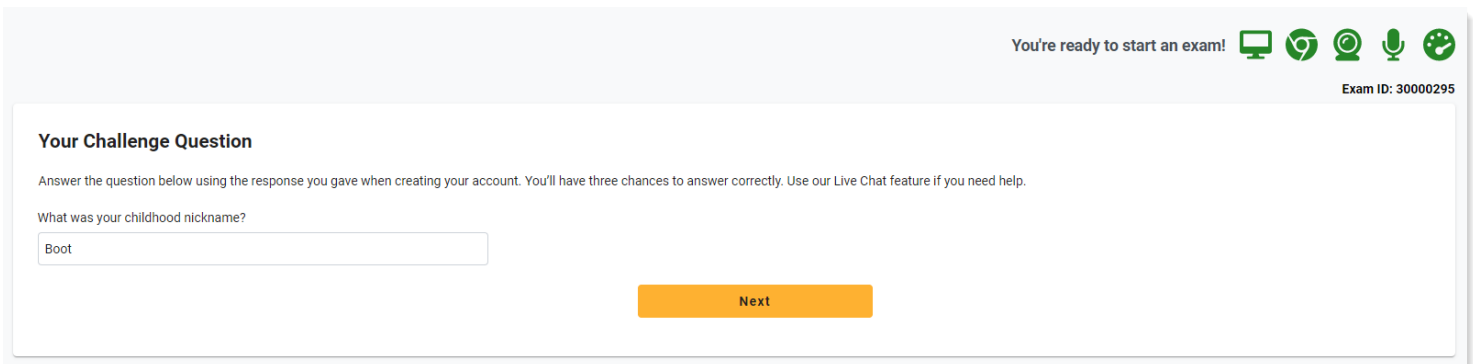 You're ready to start an exam!
Exam ID: 30000295
Your Challenge Question
Answer the question below using the response you gave when creating your account. You’ll have three chances to answer correctly. Use our Live Chat feature if you need help.
What was your childhood nickname?
Boot
Next